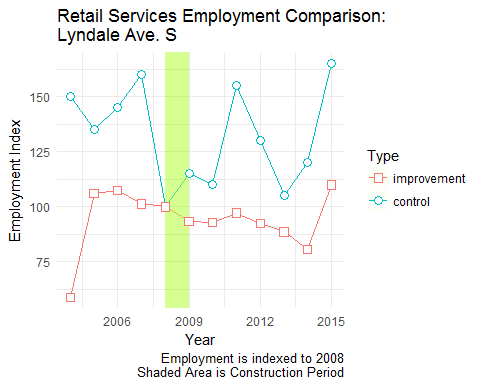 Retail Services Employment Comparison:
Lyndale Ave. S
Employment Index
150
125
100
75
2006
2009
2012
2015
Year
Type
improvement
control
Employment is indexed to 2008
Shaded Area is Construction Period